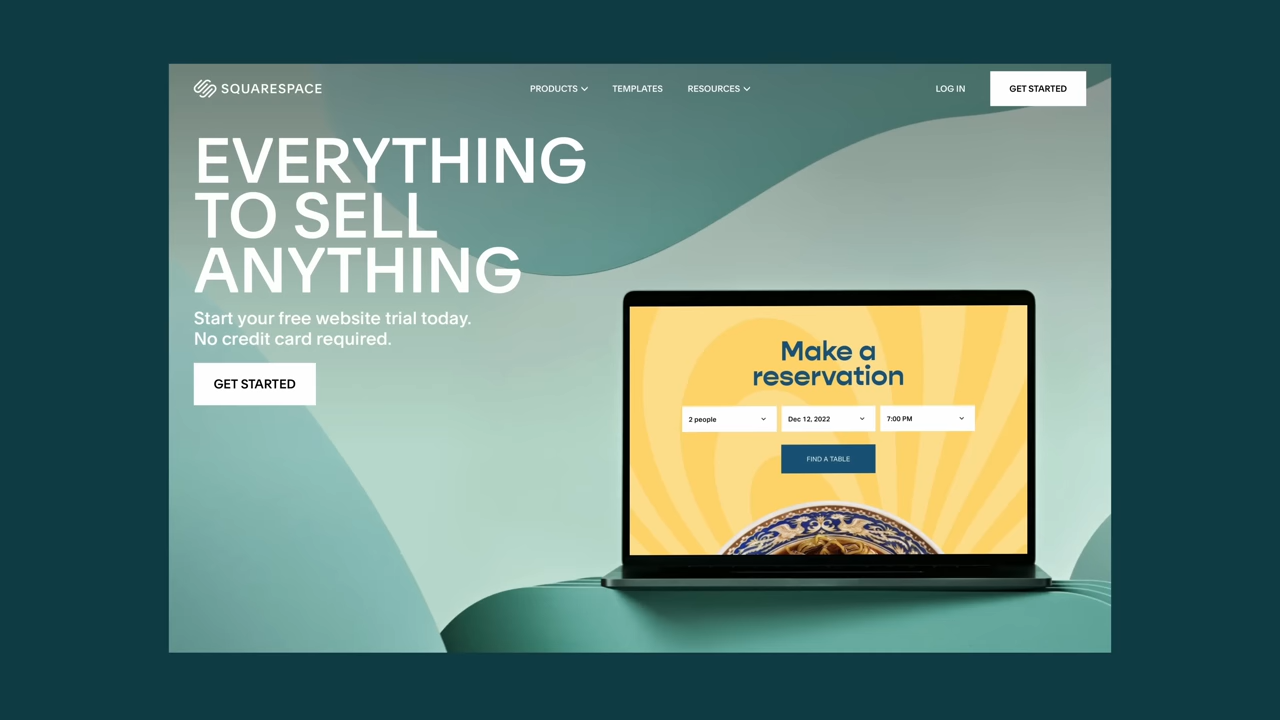 SQUARESPACE
PRODUCTS
TEMPLATES
RESOURCES
LOG IN
GET STARTED
EVERYTHING
TO SELL
ANYTHING
Start your free website trial today.
No credit card required.
GET STARTED
Make a
reservation
2 people
Dec 12, 2022
7:00 PM
FIND A TABLE